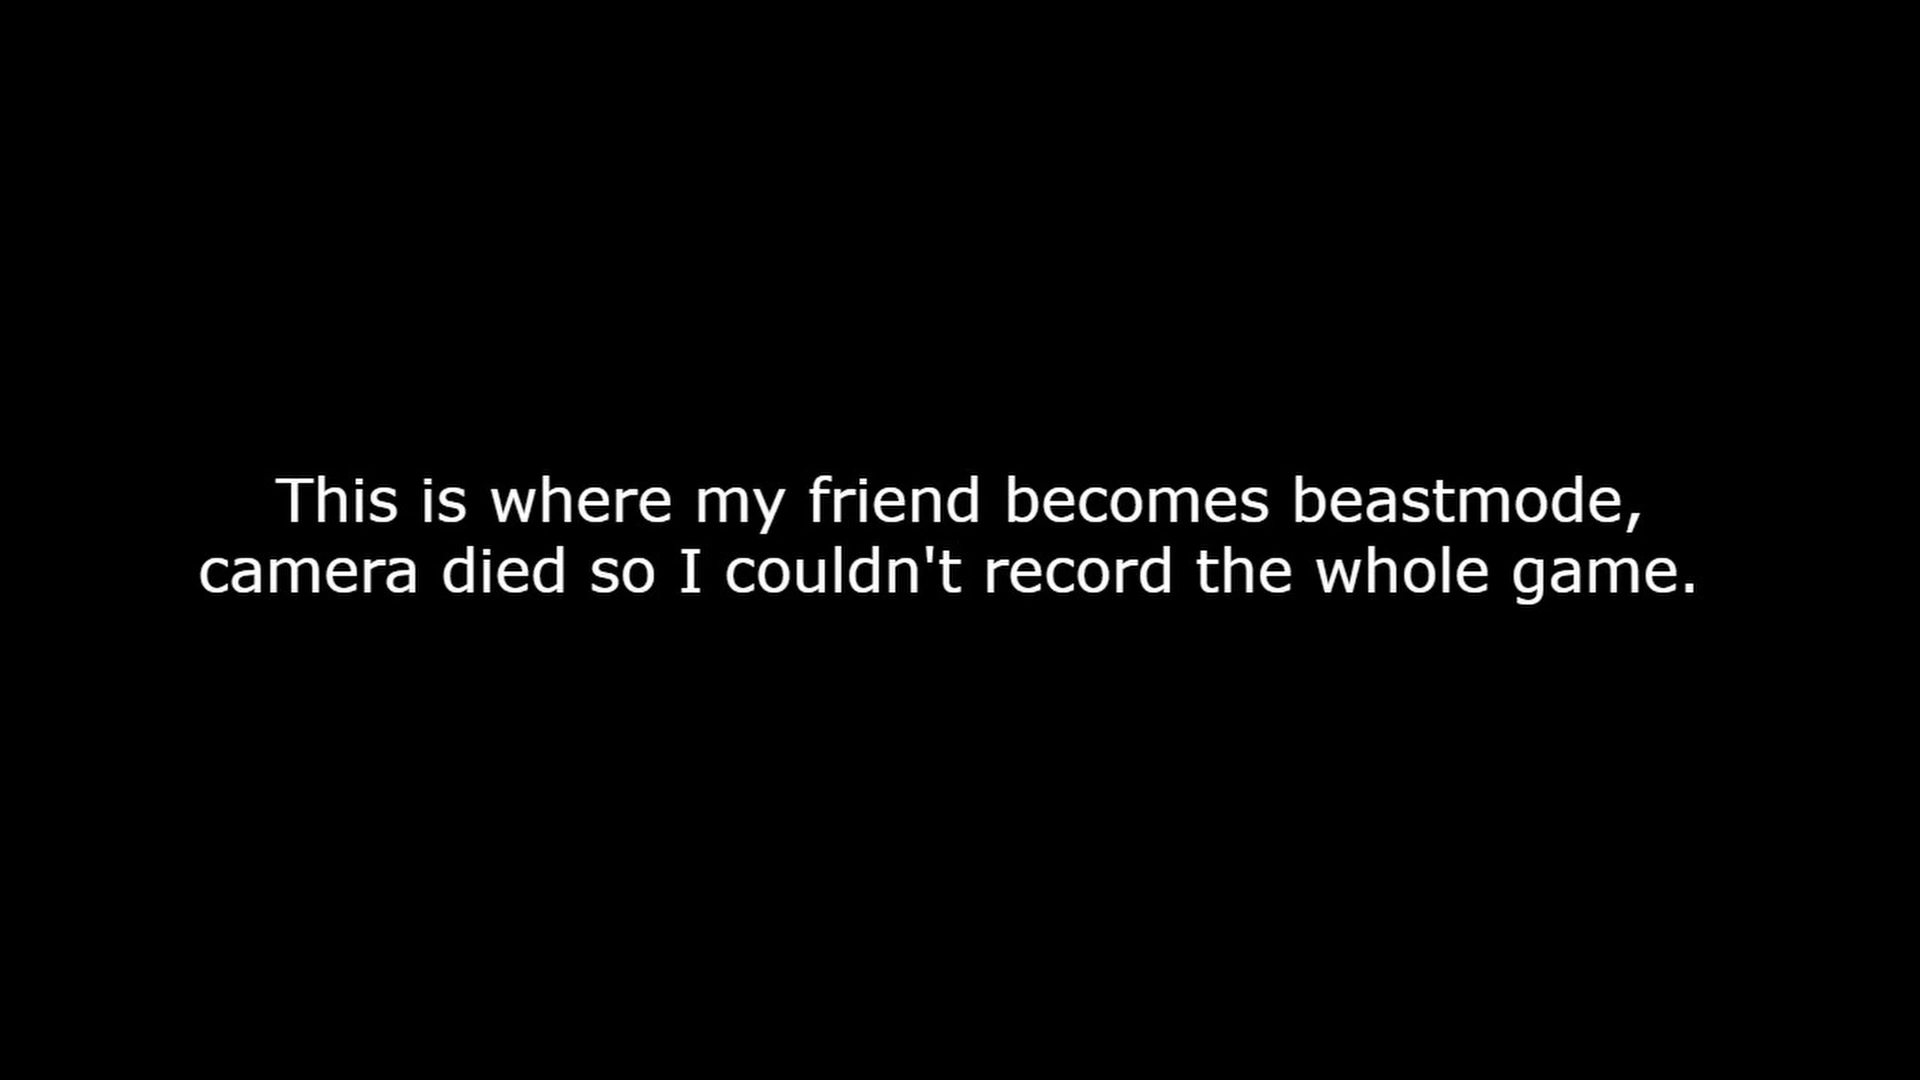 This is where my friend becomes beastmode,
camera died so I couldn't record the whole game.